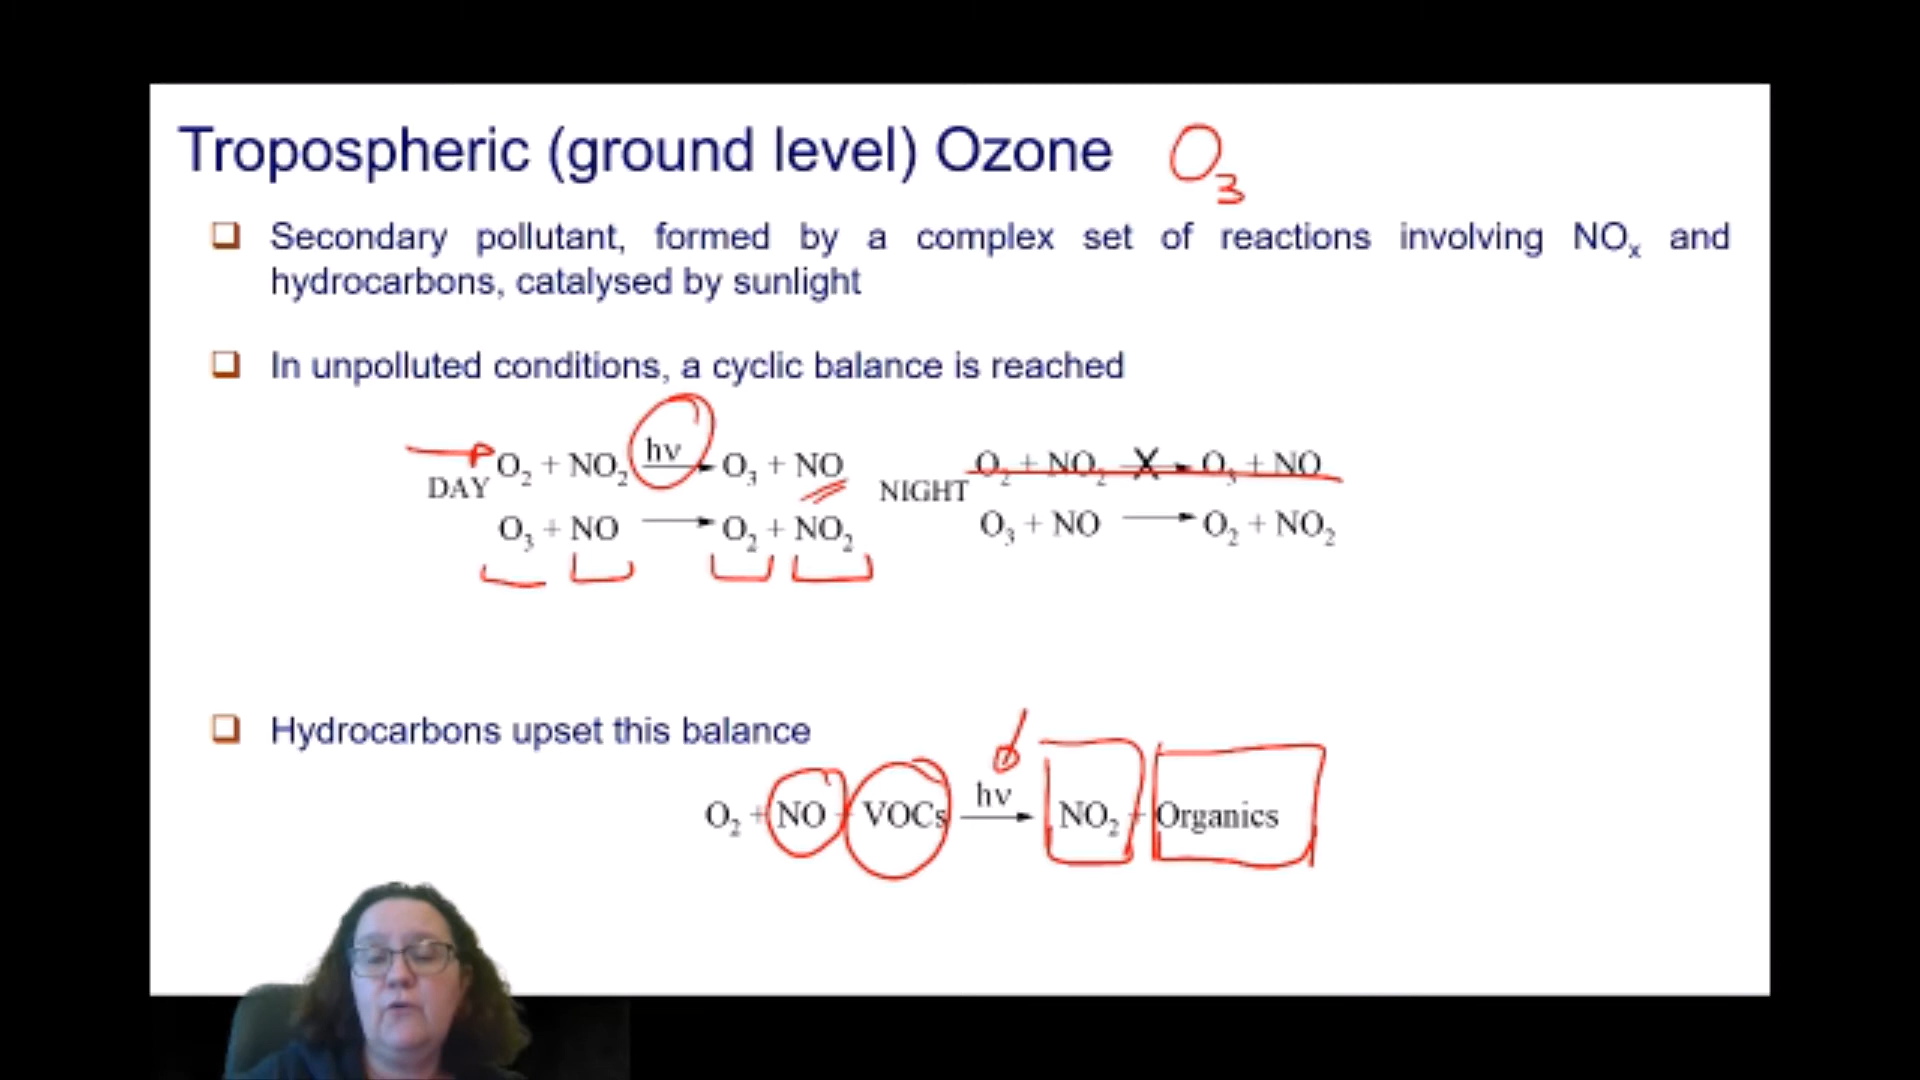 Tropospheric (ground level) Ozone O₃
Secondary pollutant, formed by a complex set of reactions involving NOₓ and
hydrocarbons, catalysed by sunlight
In unpolluted conditions, a cyclic balance is reached
DAY
O₂ + NO₂ hν → O₃ + NO
O₃ + NO → O₂ + NO₂
NIGHT
O₂ + NO₂ X → O₃ + NO
O₃ + NO → O₂ + NO₂
Hydrocarbons upset this balance
O₂ + NO + VOCs hν → NO₂ + Organics